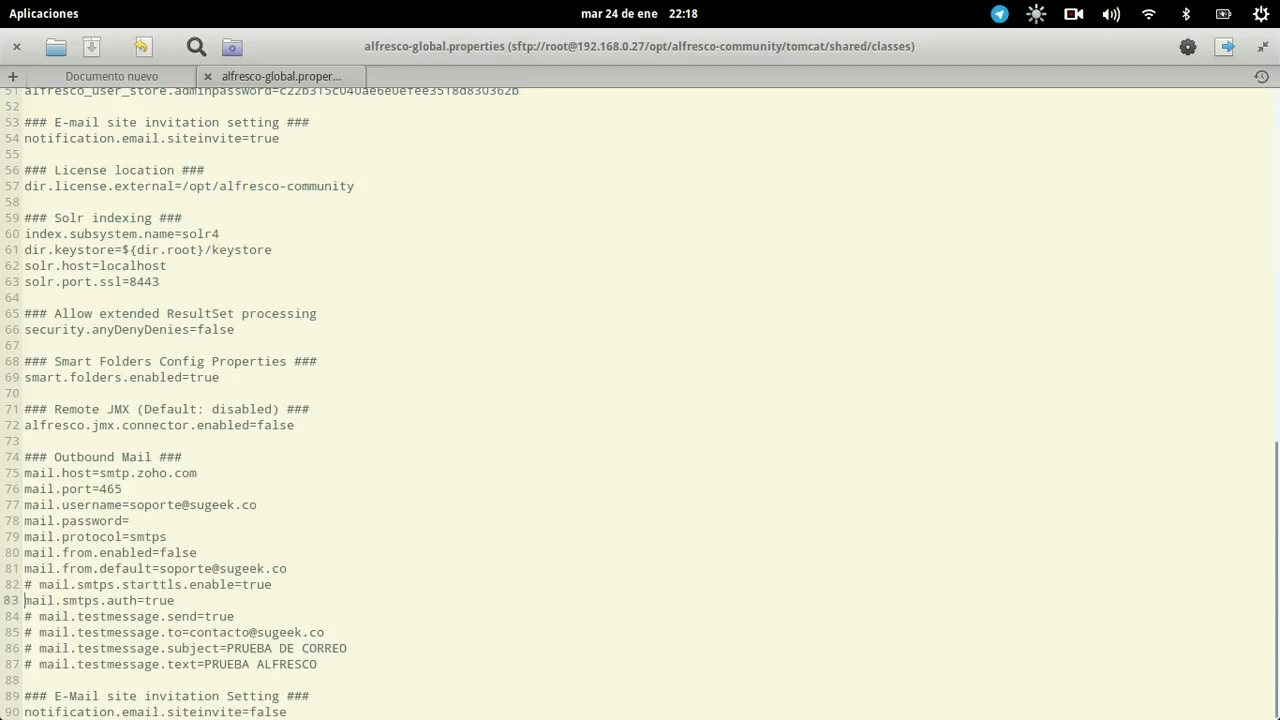 Aplicaciones
mar 24 de ene 22:18
alfresco-global.properties (sftp://root@192.168.0.27/opt/alfresco-community/tomcat/shared/classes)
Documento nuevo
alfresco-global.proper...
51 alfresco_user_store.adminpassword=c22b315c040ae6e0efee3518d830362b
52
53 ### E-mail site invitation setting ###
54 notification.email.siteinvite=true
55
56 ### License location ###
57 dir.license.external=/opt/alfresco-community
58
59 ### Solr indexing ###
60 index.subsystem.name=solr4
61 dir.keystore=${dir.root}/keystore
62 solr.host=localhost
63 solr.port.ssl=8443
64
65 ### Allow extended ResultSet processing
66 security.anyDenyDenies=false
67
68 ### Smart Folders Config Properties ###
69 smart.folders.enabled=true
70
71 ### Remote JMX (Default: disabled) ###
72 alfresco.jmx.connector.enabled=false
73
74 ### Outbound Mail ###
75 mail.host=smtp.zoho.com
76 mail.port=465
77 mail.username=soporte@sugeek.co
78 mail.password=
79 mail.protocol=smtps
80 mail.from.enabled=false
81 mail.from.default=soporte@sugeek.co
82 # mail.smtps.starttls.enable=true
83 mail.smtps.auth=true
84 # mail.testmessage.send=true
85 # mail.testmessage.to=contacto@sugeek.co
86 # mail.testmessage.subject=PRUEBA DE CORREO
87 # mail.testmessage.text=PRUEBA ALFRESCO
88
89 ### E-Mail site invitation Setting ###
90 notification.email.siteinvite=false